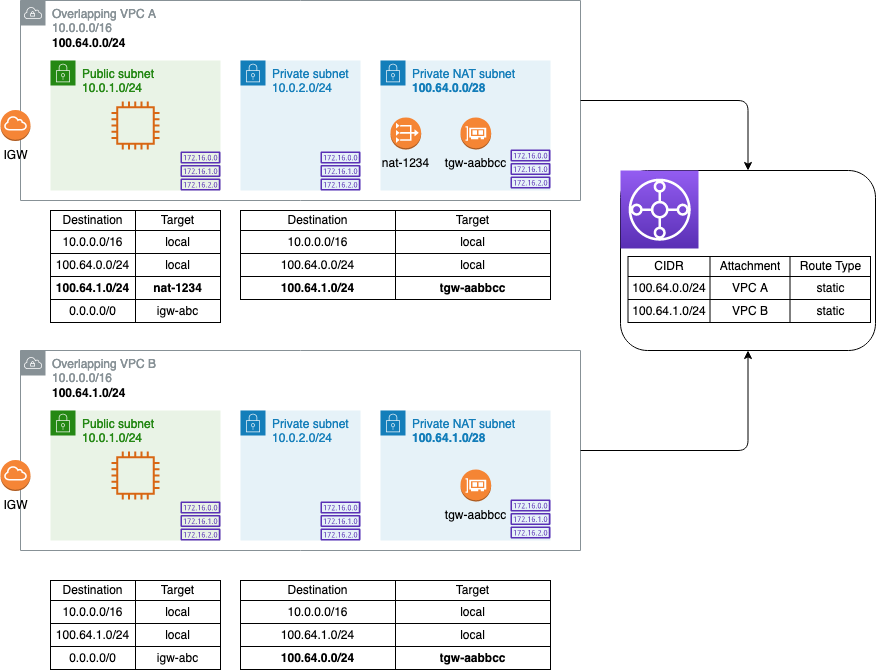 Overlapping VPC A
10.0.0.0/16
100.64.0.0/24
Public subnet
10.0.1.0/24
Private subnet
10.0.2.0/24
Private NAT subnet
100.64.0.0/28
IGW
nat-1234
tgw-aabbcc
172.16.0.0
172.16.1.0
172.16.2.0
172.16.0.0
172.16.1.0
172.16.2.0
172.16.0.0
172.16.1.0
172.16.2.0
Destination Target
10.0.0.0/16 local
100.64.0.0/24 local
100.64.1.0/24 nat-1234
0.0.0.0/0 igw-abc
Destination Target
10.0.0.0/16 local
100.64.0.0/24 local
100.64.1.0/24 tgw-aabbcc
CIDR Attachment Route Type
100.64.0.0/24 VPC A static
100.64.1.0/24 VPC B static
Overlapping VPC B
10.0.0.0/16
100.64.1.0/24
Public subnet
10.0.1.0/24
Private subnet
10.0.2.0/24
Private NAT subnet
100.64.1.0/28
IGW
tgw-aabbcc
172.16.0.0
172.16.1.0
172.16.2.0
172.16.0.0
172.16.1.0
172.16.2.0
172.16.0.0
172.16.1.0
172.16.2.0
Destination Target
10.0.0.0/16 local
100.64.1.0/24 local
0.0.0.0/0 igw-abc
Destination Target
10.0.0.0/16 local
100.64.1.0/24 local
100.64.0.0/24 tgw-aabbcc